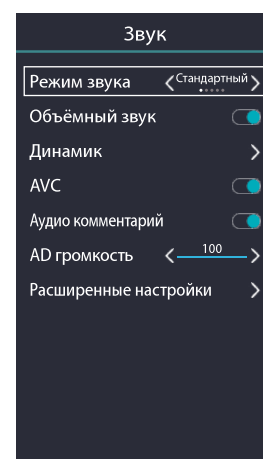 Звук
Режим звука Стандартный
Объёмный звук
Динамик
AVC
Аудио комментарий
AD громкость 100
Расширенные настройки